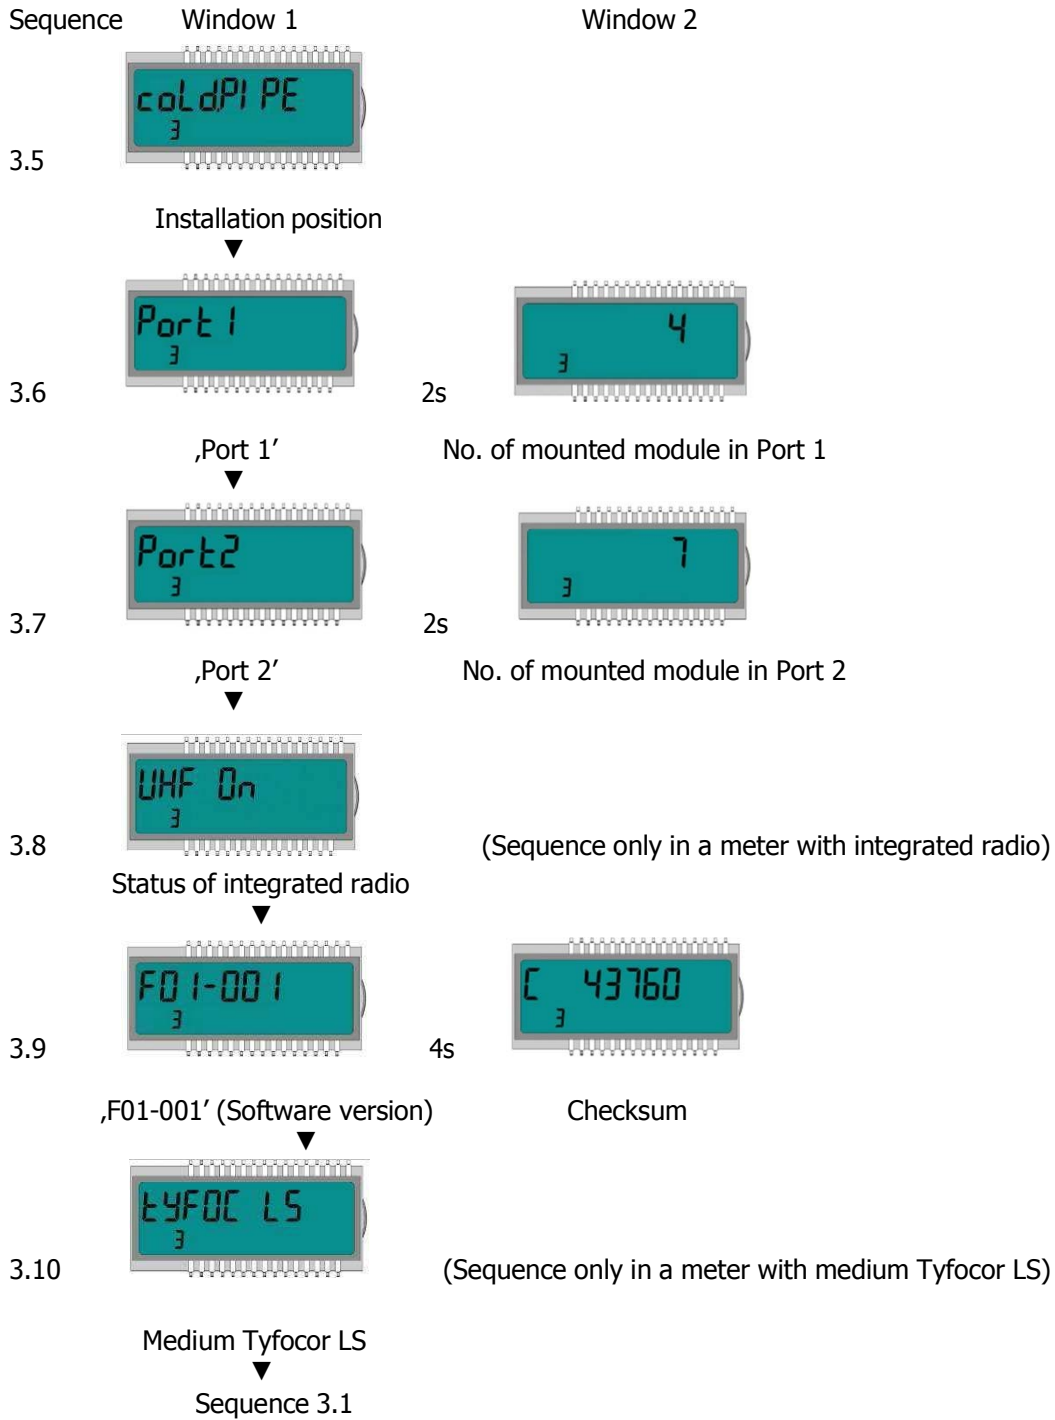 Sequence Window 1 Window 2
coLd,PIPE
3
3.5
Installation position
▼
Port1 4
3 3
3.6 2s
‚Port 1’ No. of mounted module in Port 1
▼
Port2 7
3 3
3.7 2s
‚Port 2’ No. of mounted module in Port 2
▼
UHF On
3
3.8 (Sequence only in a meter with integrated radio)
Status of integrated radio
▼
F01-001 C 43760
3 3
3.9 4s
‚F01-001’ (Software version) Checksum
▼
tYFOC LS
3
3.10 (Sequence only in a meter with medium Tyfocor LS)
Medium Tyfocor LS
▼
Sequence 3.1